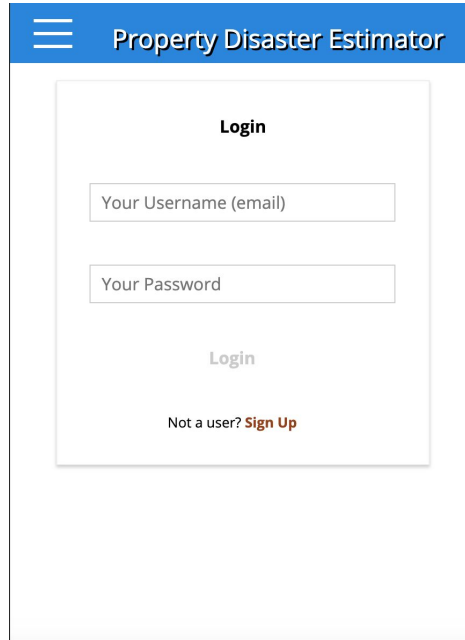 Property Disaster Estimator
Login
Your Username (email)
Your Password
Login
Not a user? Sign Up